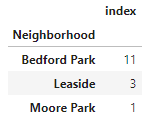 index
Neighborhood
Bedford Park 11
Leaside 3
Moore Park 1